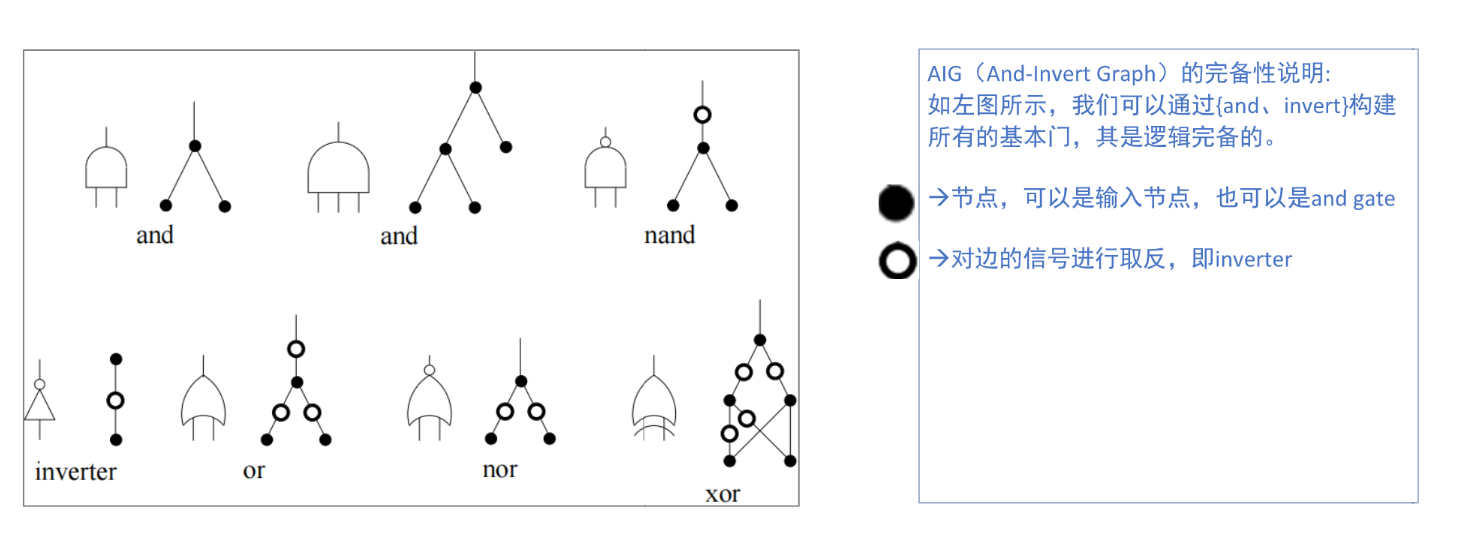 and
and
nand
inverter
or
nor
xor
AIG（And-Invert Graph）的完备性说明:
如左图所示，我们可以通过{and、invert}构建
所有的基本门，其是逻辑完备的。
→节点，可以是输入节点，也可以是and gate
→对边的信号进行取反，即inverter